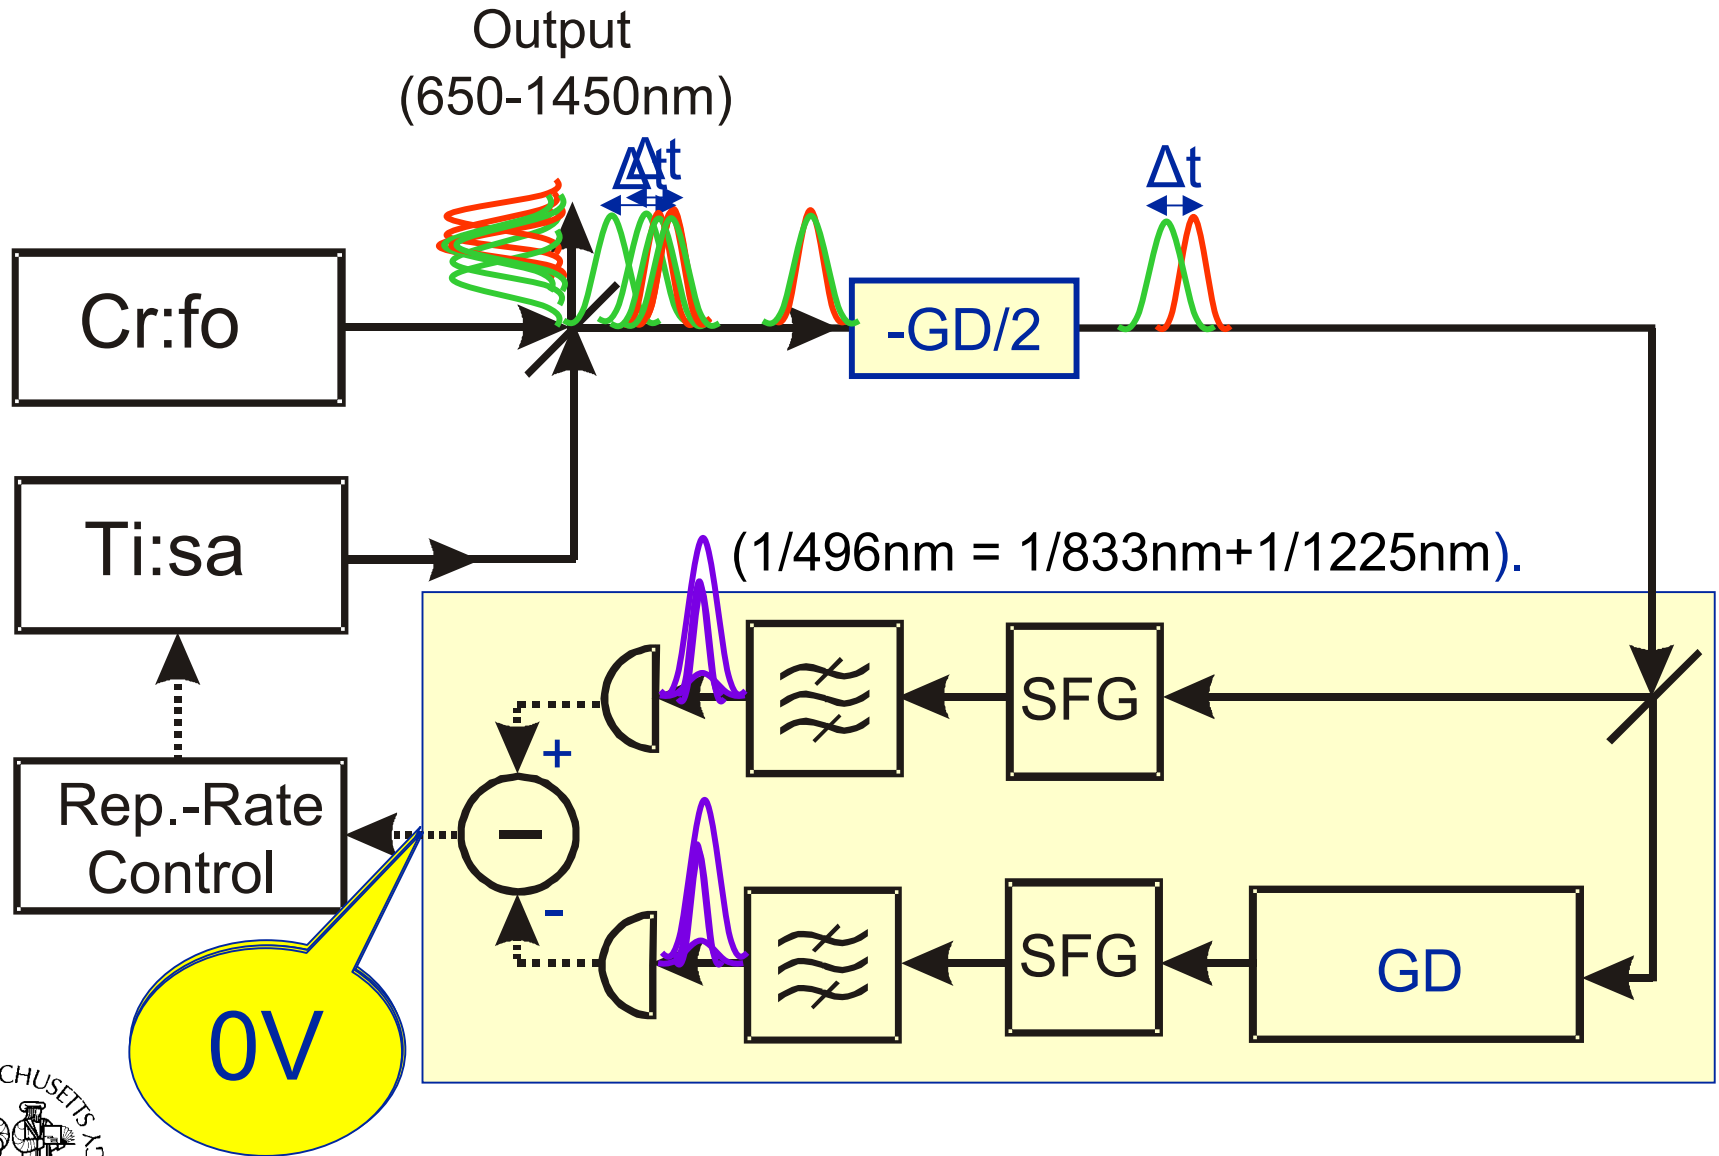 Output
(650-1450nm)
Δt
Δt
Δt
Cr:fo
-GD/2
Ti:sa
(1/496nm = 1/833nm+1/1225nm).
SFG
+
Rep.-Rate
Control
−
-
SFG
GD
0V
CHUSETTS